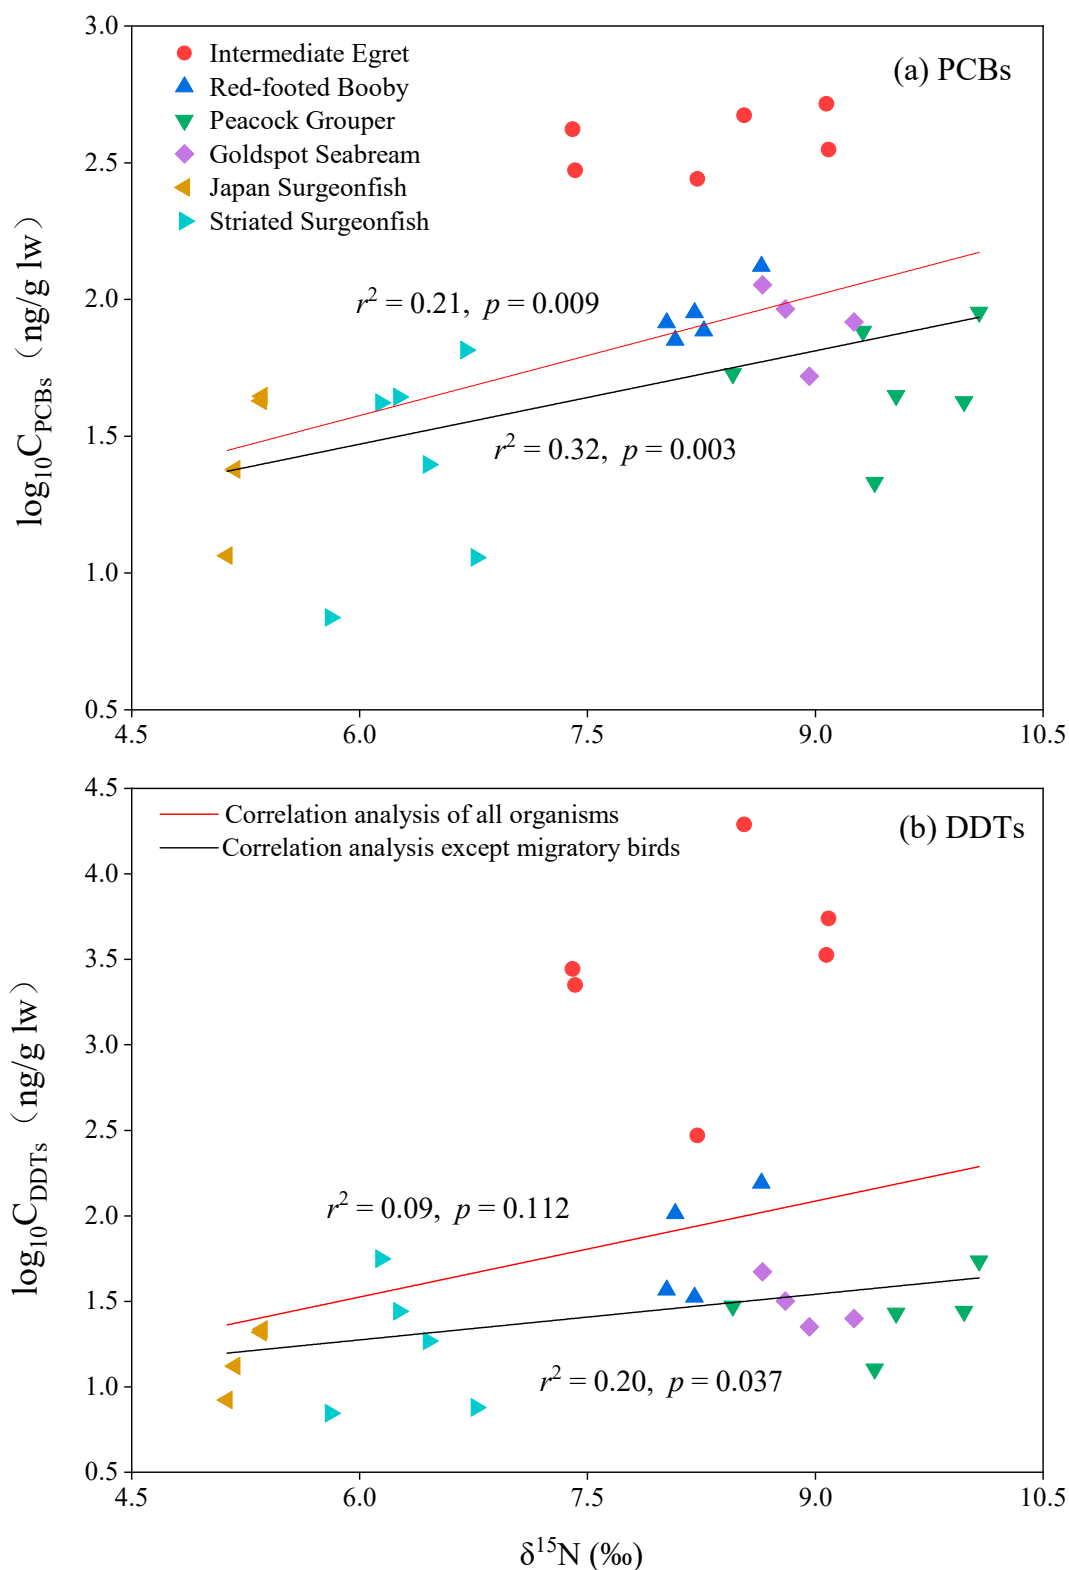 3.0
2.5
2.0
1.5
1.0
0.5
4.5 6.0 7.5 9.0 10.5
log₁₀C_PCBs（ng/g lw）
Intermediate Egret
Red-footed Booby
Peacock Grouper
Goldspot Seabream
Japan Surgeonfish
Striated Surgeonfish
(a) PCBs
r² = 0.21, p = 0.009
r² = 0.32, p = 0.003
4.5
4.0
3.5
3.0
2.5
2.0
1.5
1.0
0.5
4.5 6.0 7.5 9.0 10.5
log₁₀C_DDTs（ng/g lw）
Correlation analysis of all organisms
Correlation analysis except migratory birds
(b) DDTs
r² = 0.09, p = 0.112
r² = 0.20, p = 0.037
δ¹⁵N (‰)